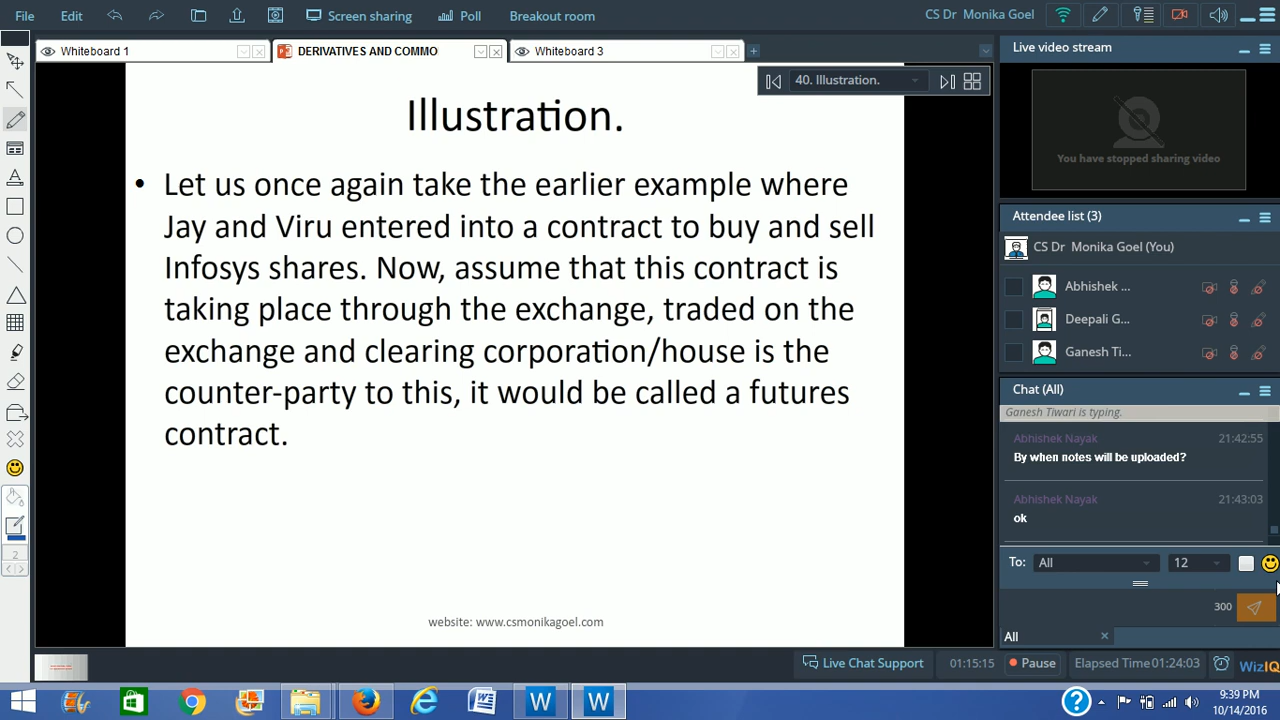 File Edit Screen sharing Poll Breakout room CS Dr Monika Goel
Whiteboard 1 DERIVATIVES AND COMMO Whiteboard 3
40. Illustration.
Illustration.
• Let us once again take the earlier example where
Jay and Viru entered into a contract to buy and sell
Infosys shares. Now, assume that this contract is
taking place through the exchange, traded on the
exchange and clearing corporation/house is the
counter-party to this, it would be called a futures
contract.
website: www.csmonikagoel.com
Live video stream
You have stopped sharing video
Attendee list (3)
CS Dr Monika Goel (You)
Abhishek ...
Deepali G...
Ganesh Ti...
Chat (All)
Ganesh Tiwari is typing.
Abhishek Nayak 21:42:55
By when notes will be uploaded?
Abhishek Nayak 21:43:03
ok
To: All 12
300
All
2
Live Chat Support 01:15:15 Pause Elapsed Time 01:24:03 WizIQ
9:39 PM
10/14/2016